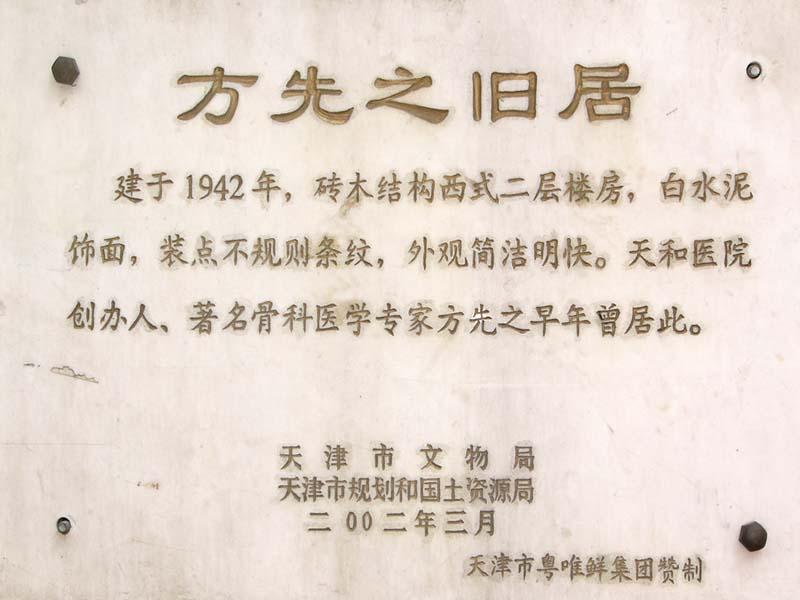 方先之旧居
建于1942年，砖木结构西式二层楼房，白水泥
饰面，装点不规则条纹，外观简洁明快。天和医院
创办人、著名骨科医学专家方先之早年曾居此。
天津市文物局
天津市规划和国土资源局
二00二年三月
天津市粤唯鲜集团赞制